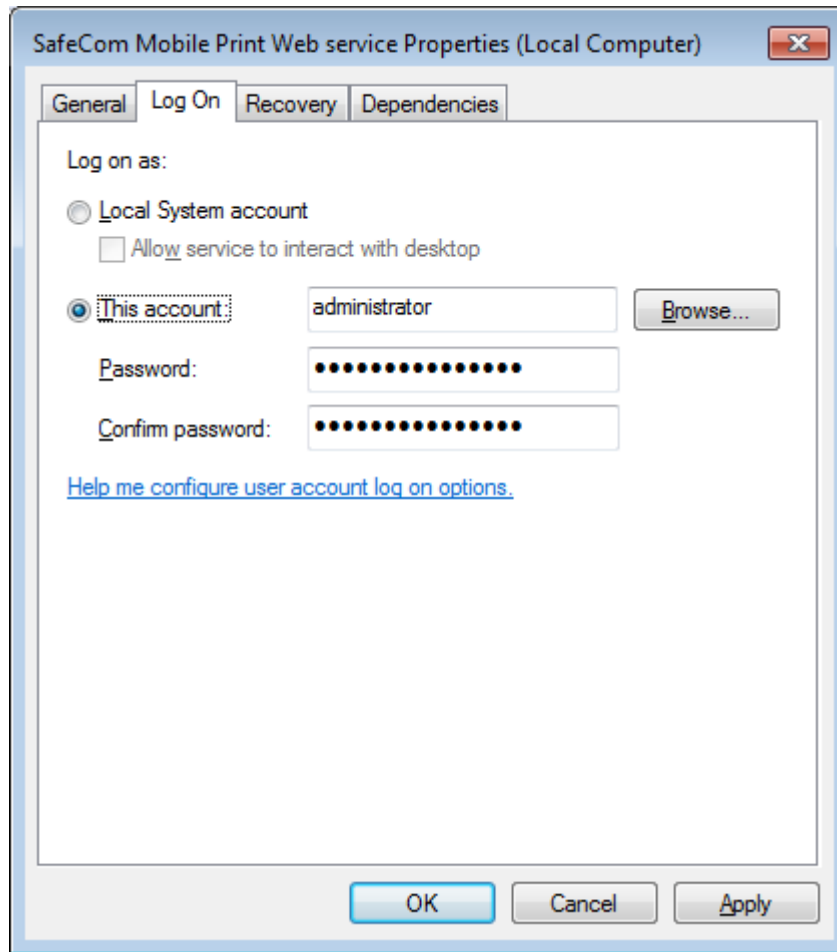 SafeCom Mobile Print Web service Properties (Local Computer)
General Log On Recovery Dependencies
Log on as:
Local System account
Allow service to interact with desktop
This account: administrator Browse...
Password: •••••••••••••••
Confirm password: •••••••••••••••
Help me configure user account log on options.
OK Cancel Apply